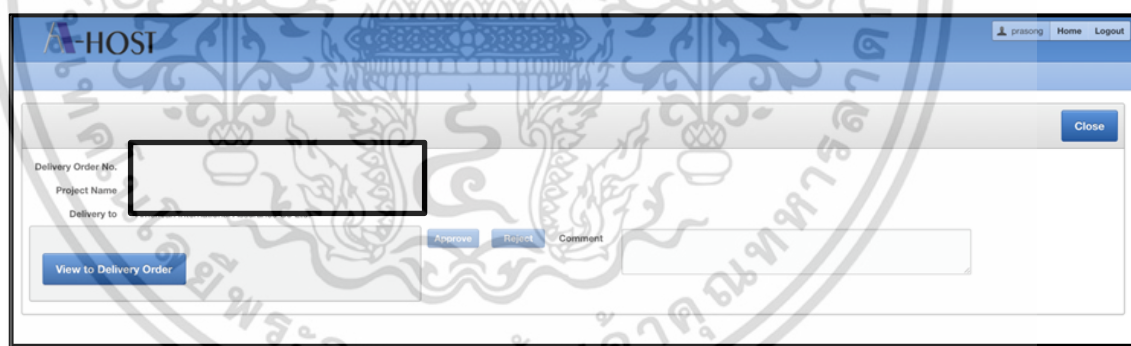 A-HOST
prasong Home Logout
Close
Delivery Order No.
Project Name
Delivery to
Approve Reject Comment
View to Delivery Order